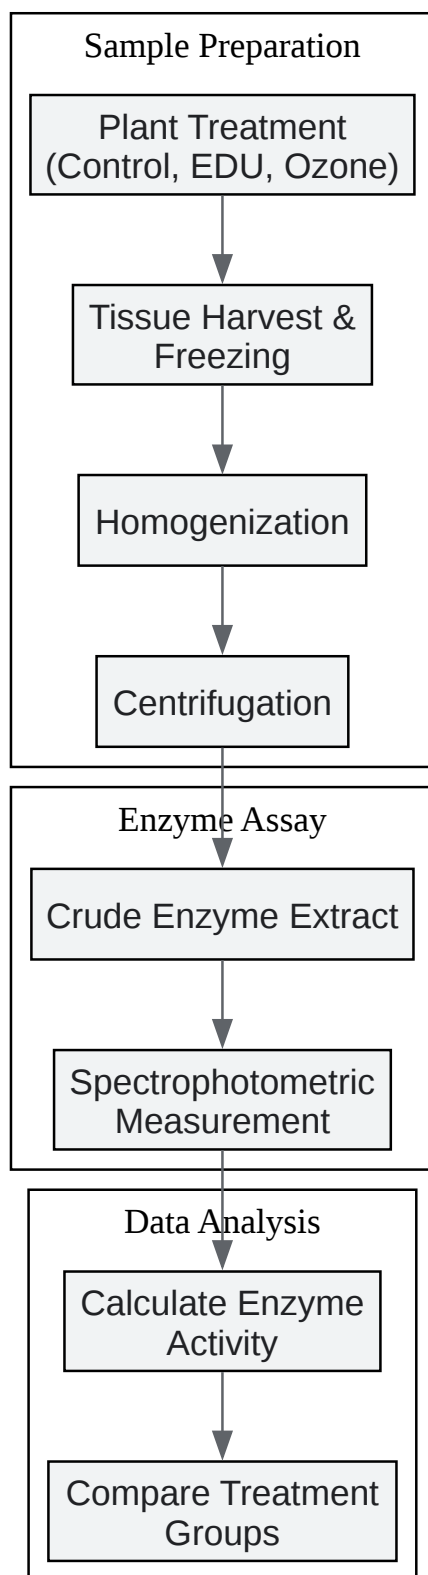 Sample Preparation
Plant Treatment
(Control, EDU, Ozone)
Tissue Harvest &
Freezing
Homogenization
Centrifugation
Enzyme Assay
Crude Enzyme Extract
Spectrophotometric
Measurement
Data Analysis
Calculate Enzyme
Activity
Compare Treatment
Groups